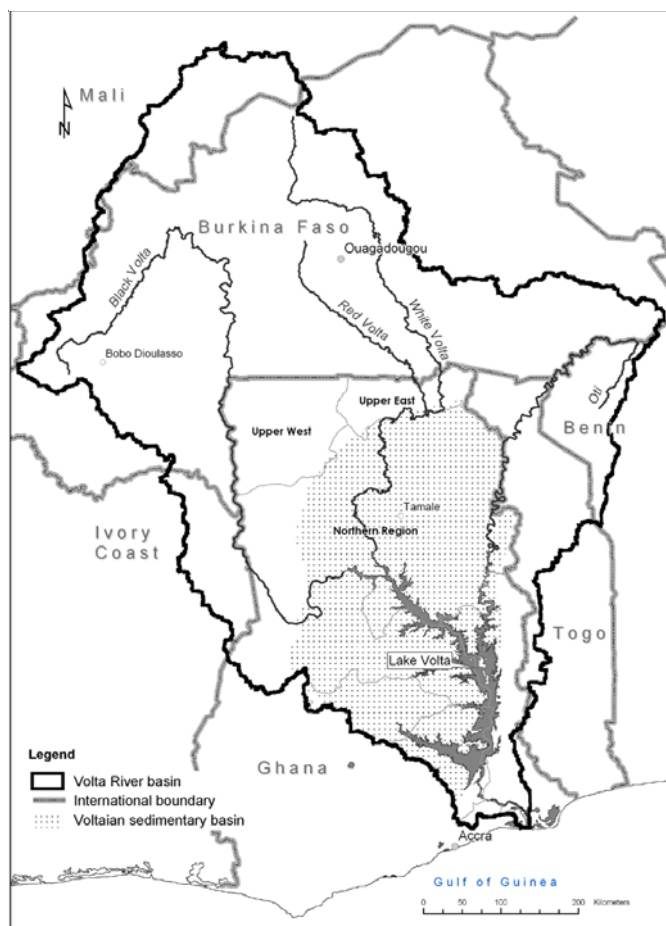 Mali
N
Burkina Faso
Ouagadougou
Black Volta
Red Volta
White Volta
Bobo Dioulasso
Upper East
Upper West
Oti
Benin
Tamale
Northern Region
Ivory
Coast
Togo
Lake Volta
Legend
Volta River basin
International boundary
Voltaian sedimentary basin
Ghana
Accra
Gulf of Guinea
0 50 100 200 Kilometers